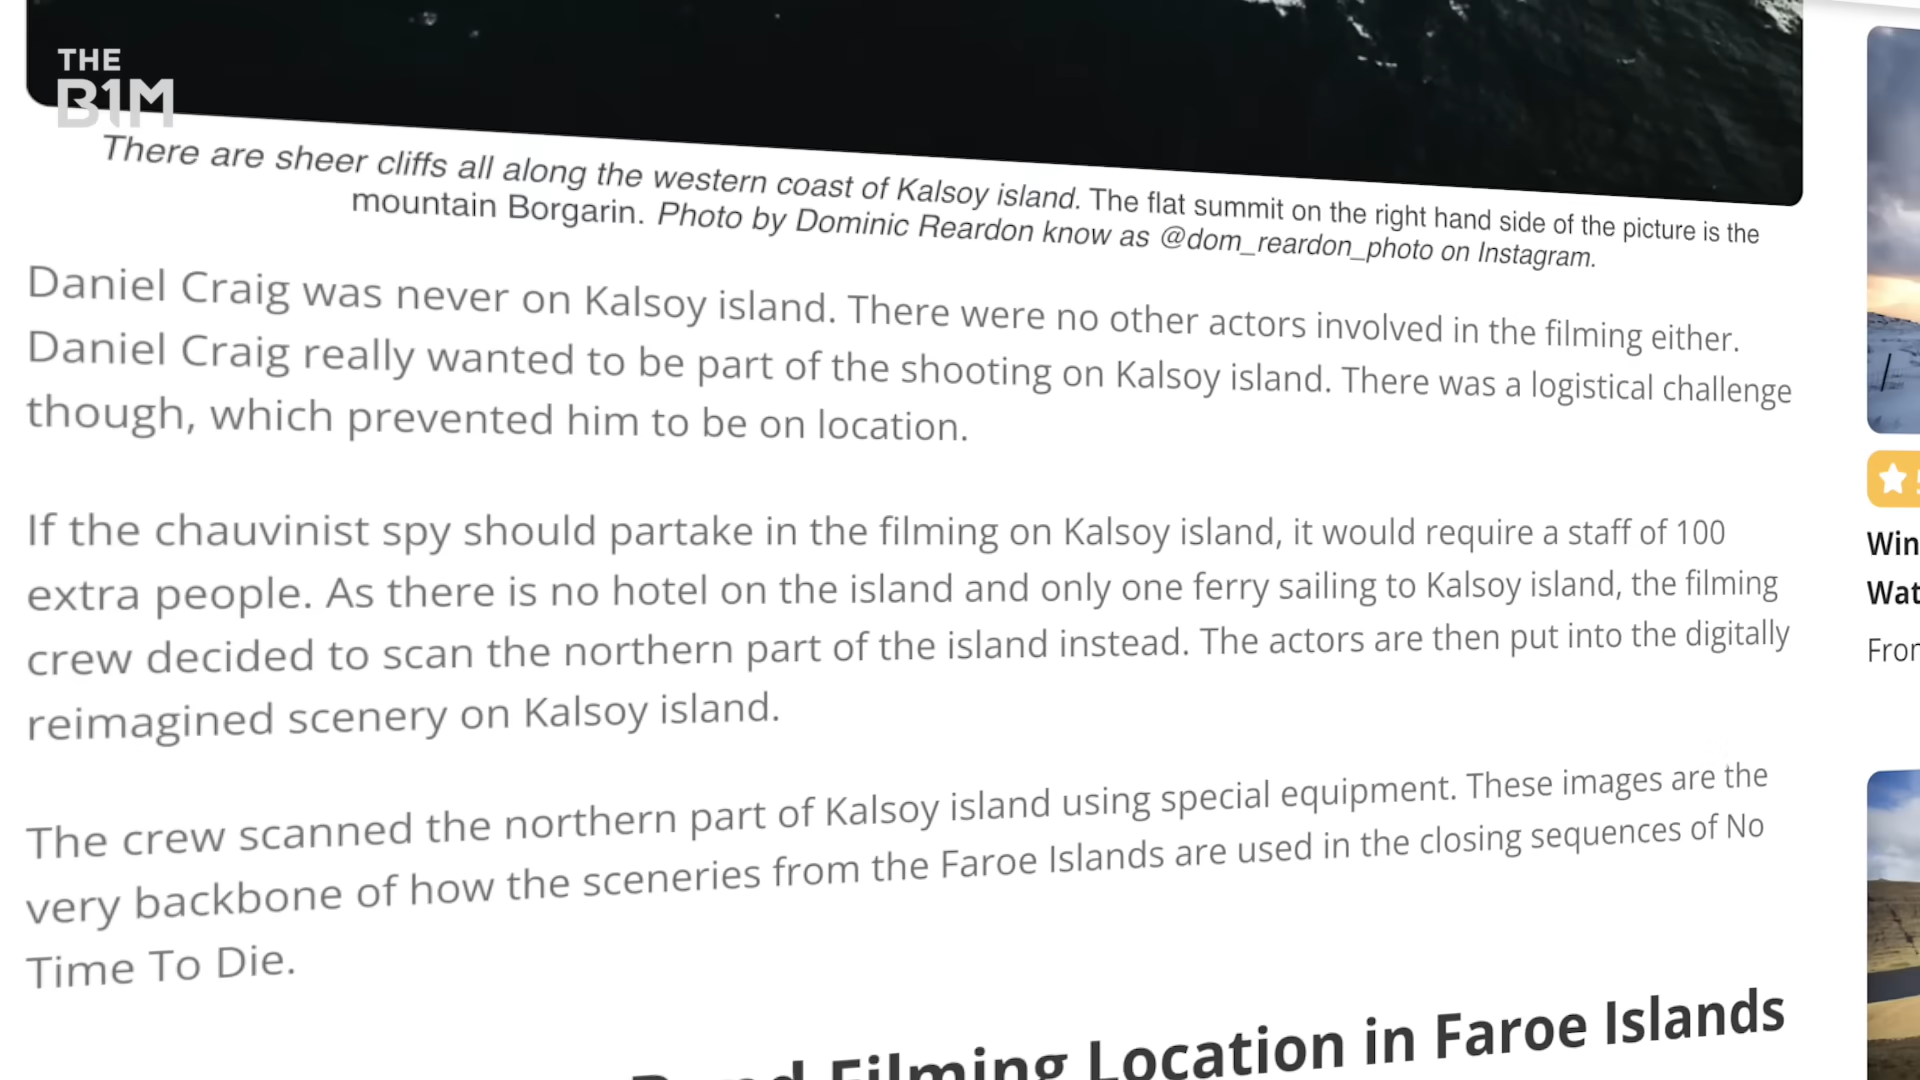 THE
B1M
There are sheer cliffs all along the western coast of Kalsoy island. The flat summit on the right hand side of the picture is the
mountain Borgarin. Photo by Dominic Reardon know as @dom_reardon_photo on Instagram.
Daniel Craig was never on Kalsoy island. There were no other actors involved in the filming either.
Daniel Craig really wanted to be part of the shooting on Kalsoy island. There was a logistical challenge
though, which prevented him to be on location.
If the chauvinist spy should partake in the filming on Kalsoy island, it would require a staff of 100
extra people. As there is no hotel on the island and only one ferry sailing to Kalsoy island, the filming
crew decided to scan the northern part of the island instead. The actors are then put into the digitally
reimagined scenery on Kalsoy island.
The crew scanned the northern part of Kalsoy island using special equipment. These images are the
very backbone of how the sceneries from the Faroe Islands are used in the closing sequences of No
Time To Die.
Filming Location in Faroe Islands
Win
Wat